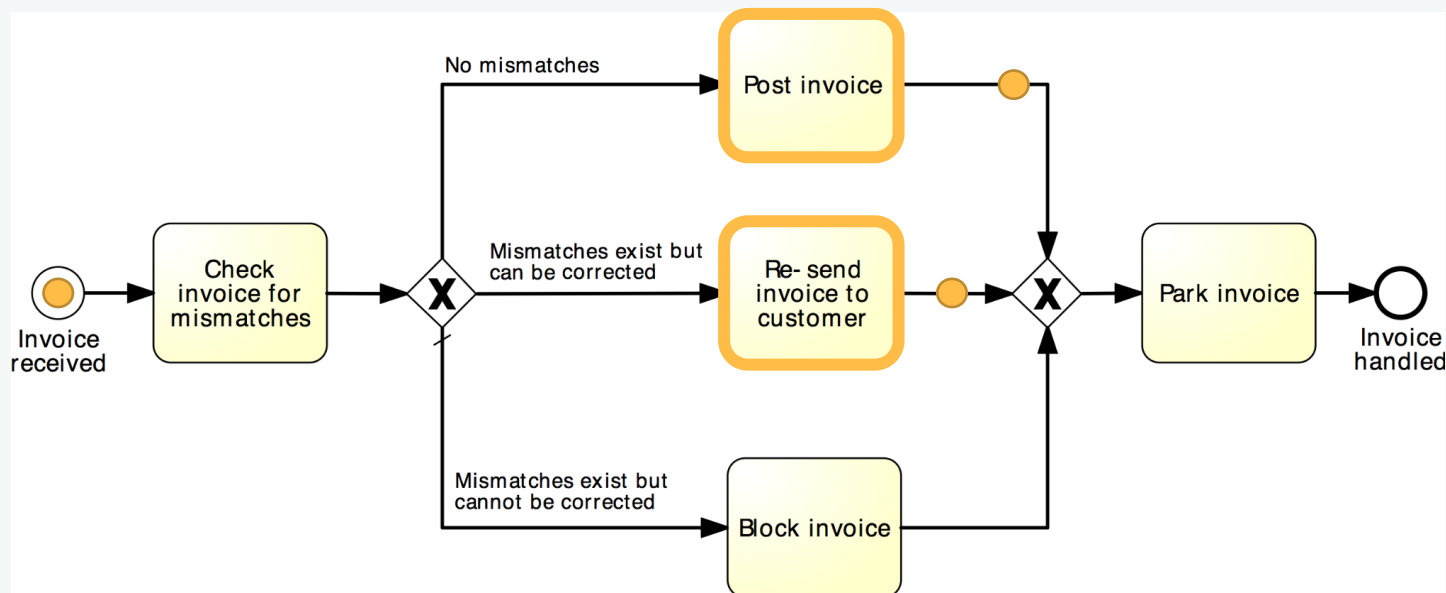 No mismatches
Post invoice
Mismatches exist but
can be corrected
Check
invoice for
mismatches
X
Re-send
invoice to
customer
X
Park invoice
Invoice
received
Invoice
handled
Mismatches exist but
cannot be corrected
Block invoice